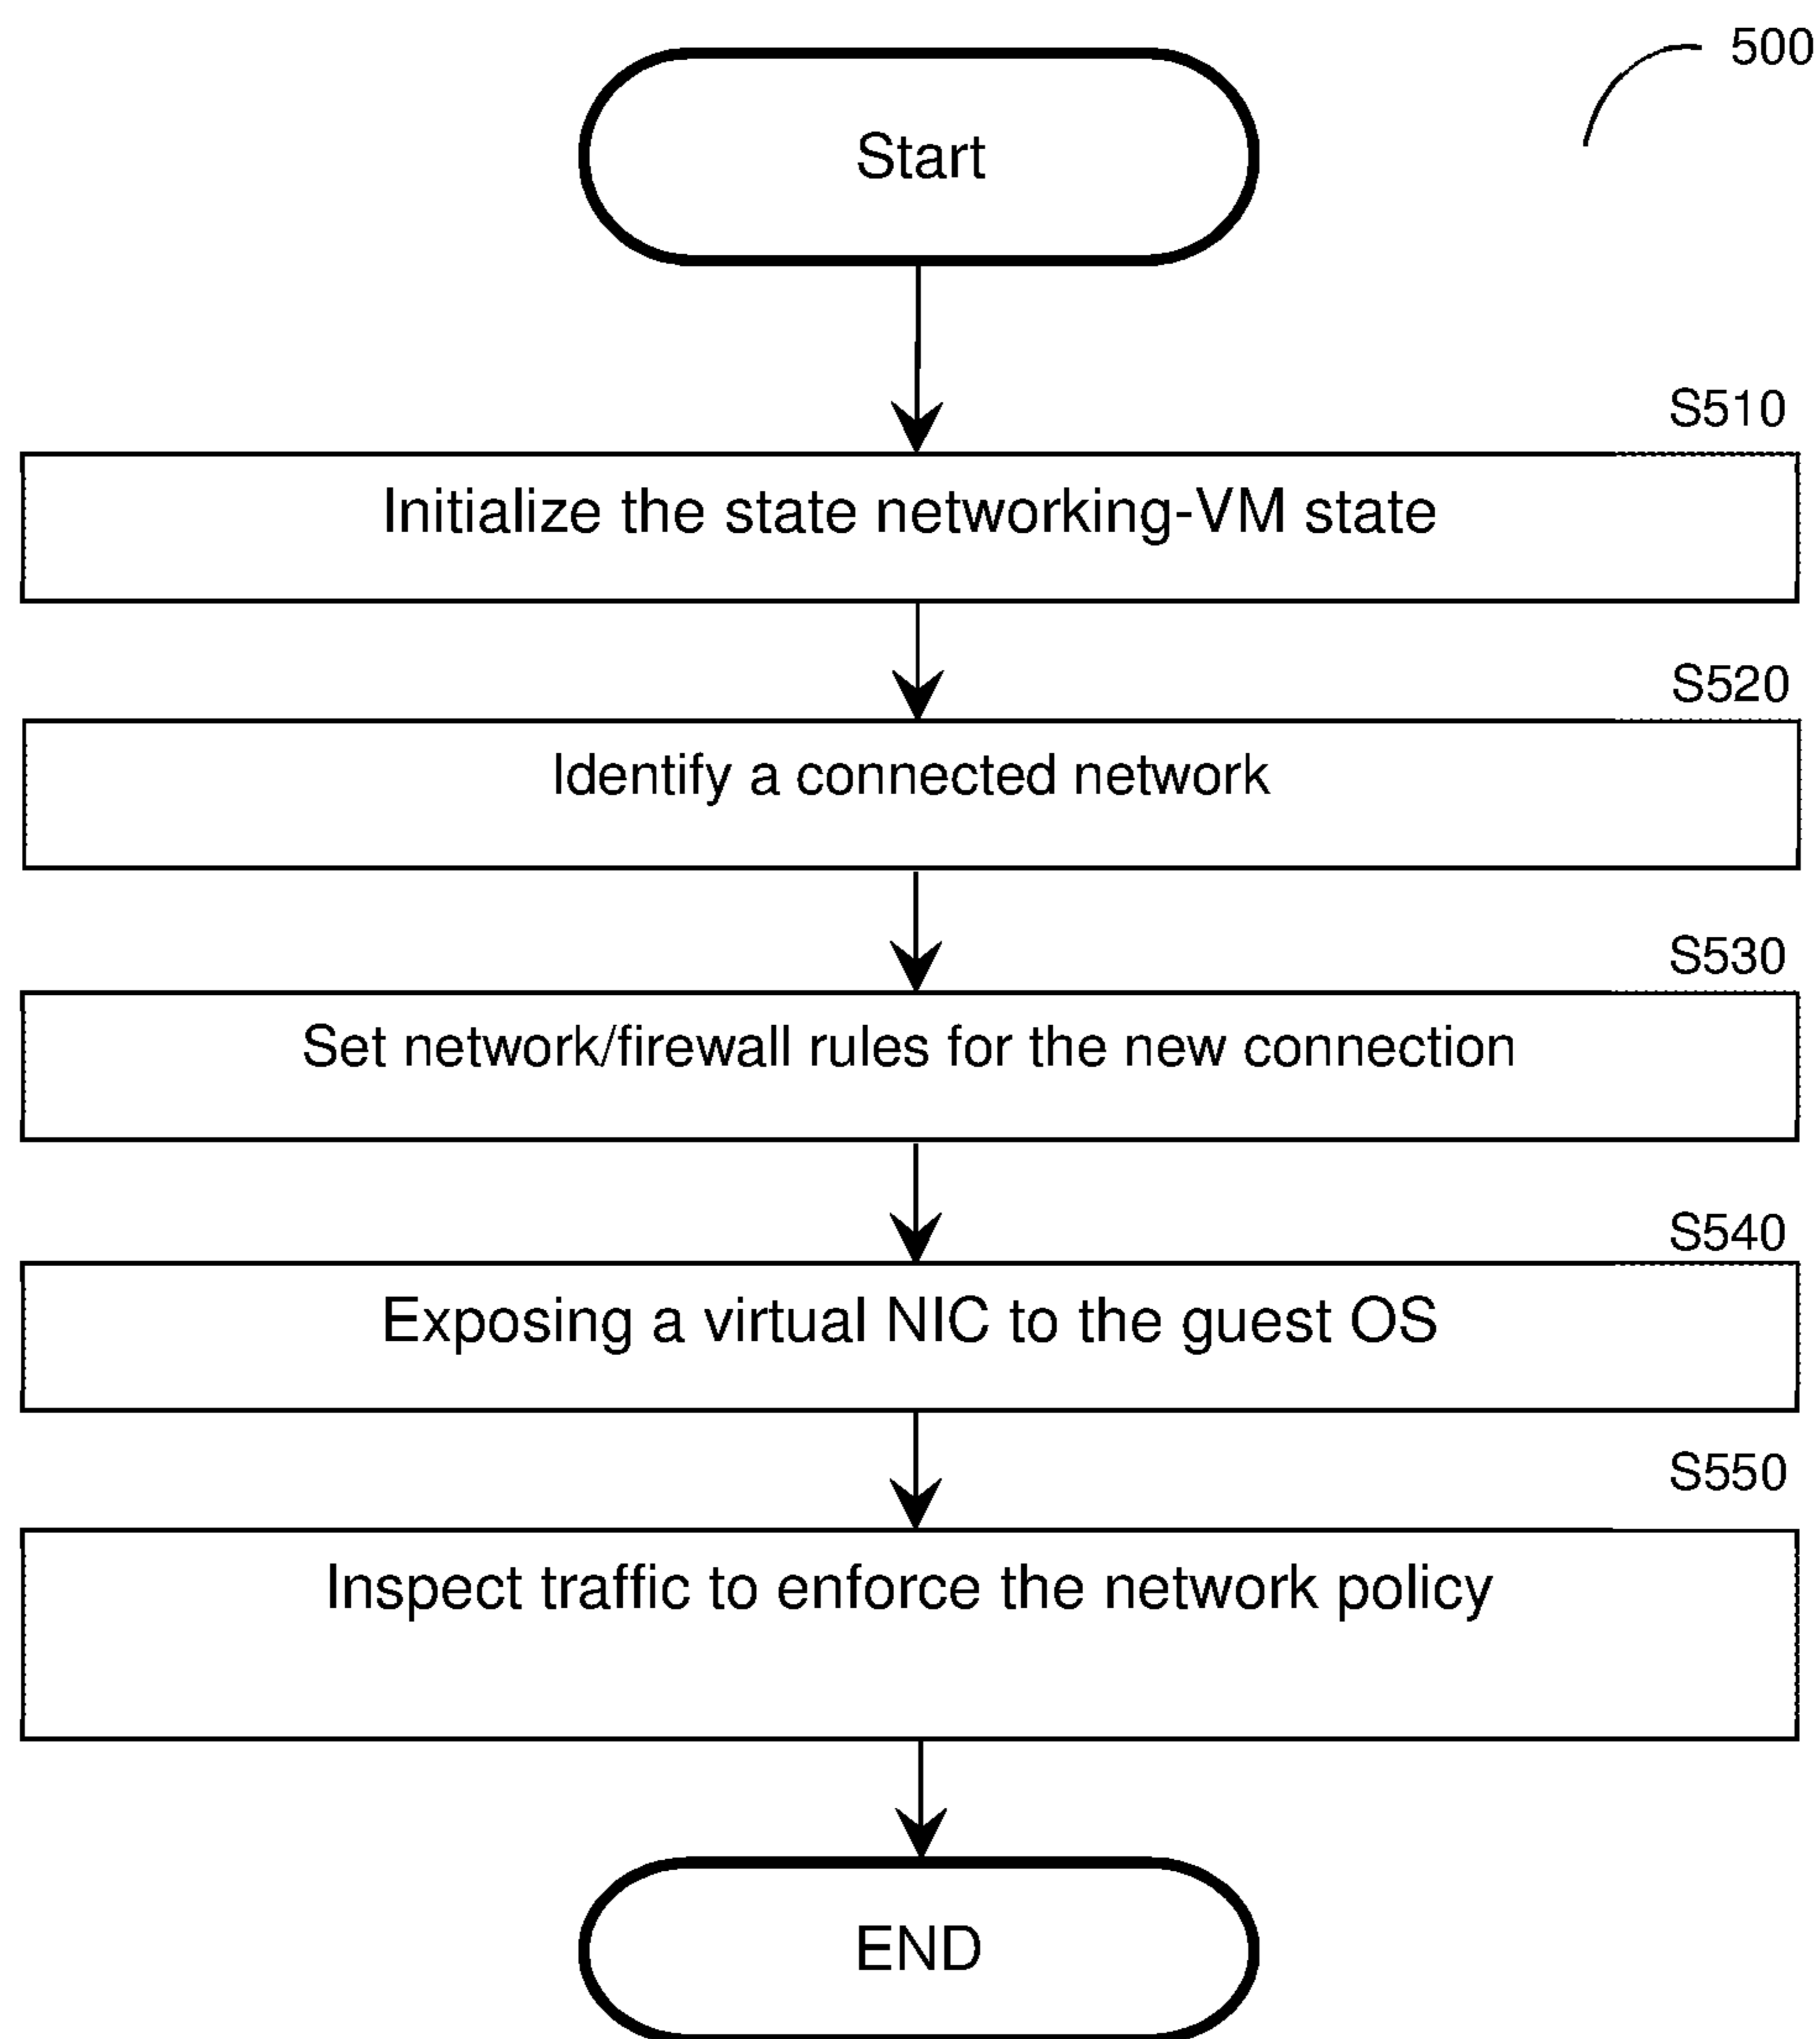 500
Start
S510
Initialize the state networking-VM state
S520
Identify a connected network
S530
Set network/firewall rules for the new connection
S540
Exposing a virtual NIC to the guest OS
S550
Inspect traffic to enforce the network policy
END